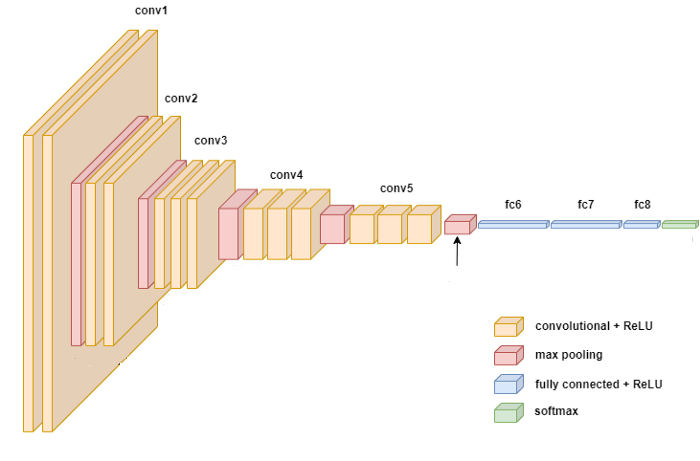 conv1
conv2
conv3
conv4
conv5
fc6
fc7
fc8
convolutional + ReLU
max pooling
fully connected + ReLU
softmax